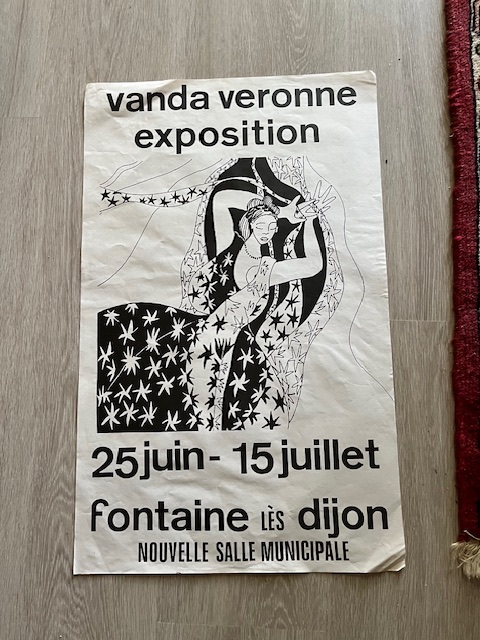 vanda veronne
exposition
25 juin - 15 juillet
fontaine LÈS dijon
NOUVELLE SALLE MUNICIPALE